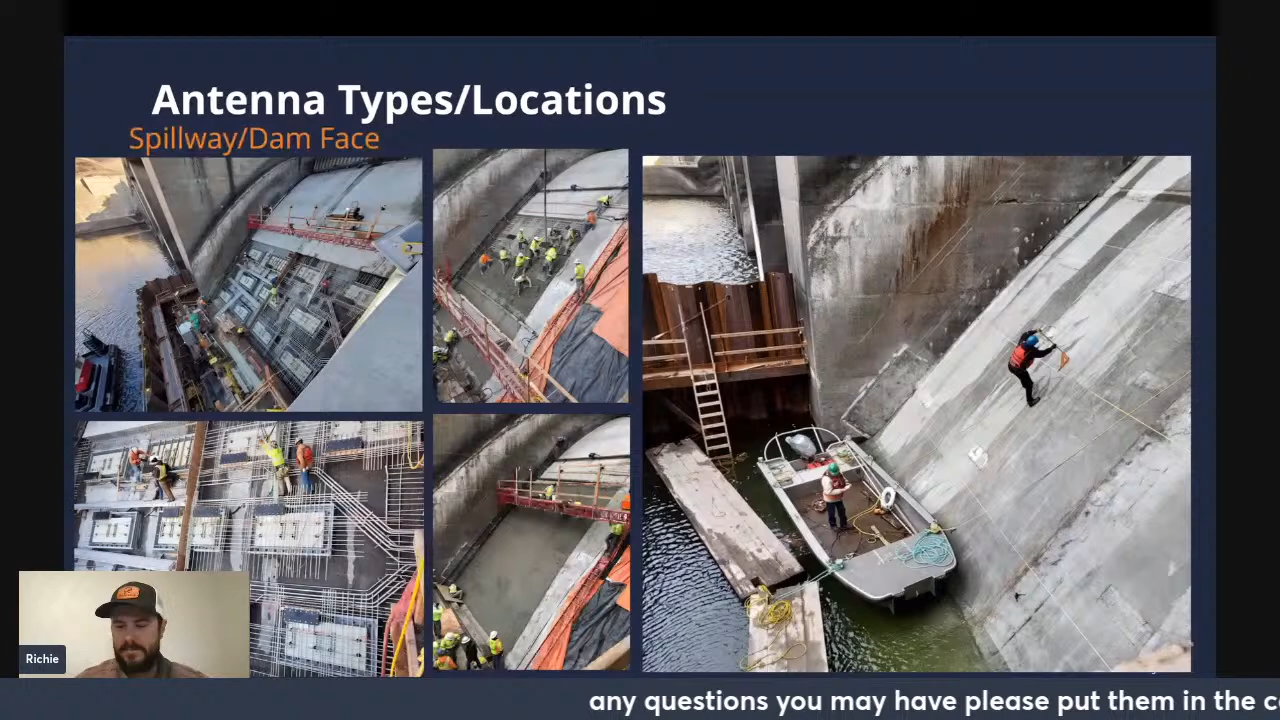 Antenna Types/Locations
Spillway/Dam Face
Richie
any questions you may have please put them in the c